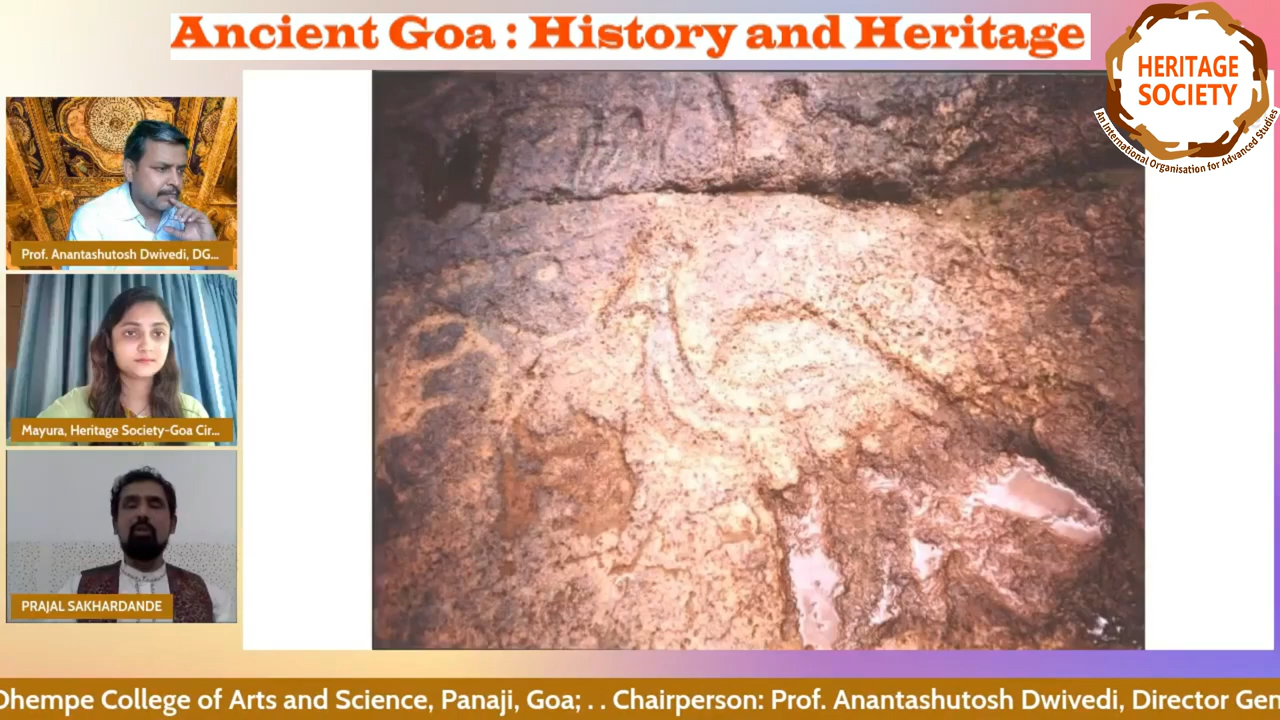 Ancient Goa : History and Heritage
HERITAGE
SOCIETY
An International Organisation for Advanced Studies
Prof. Anantashutosh Dwivedi, DG...
Mayura, Heritage Society-Goa Cir...
PRAJAL SAKHARDANDE
Dhempe College of Arts and Science, Panaji, Goa; . . Chairperson: Prof. Anantashutosh Dwivedi, Director Gen